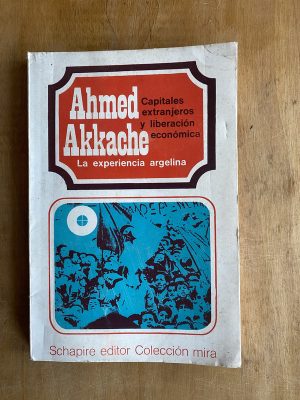 Ahmed
Akkache
Capitales
extranjeros
y liberación
económica
La experiencia argelina
Schapire editor Colección mira